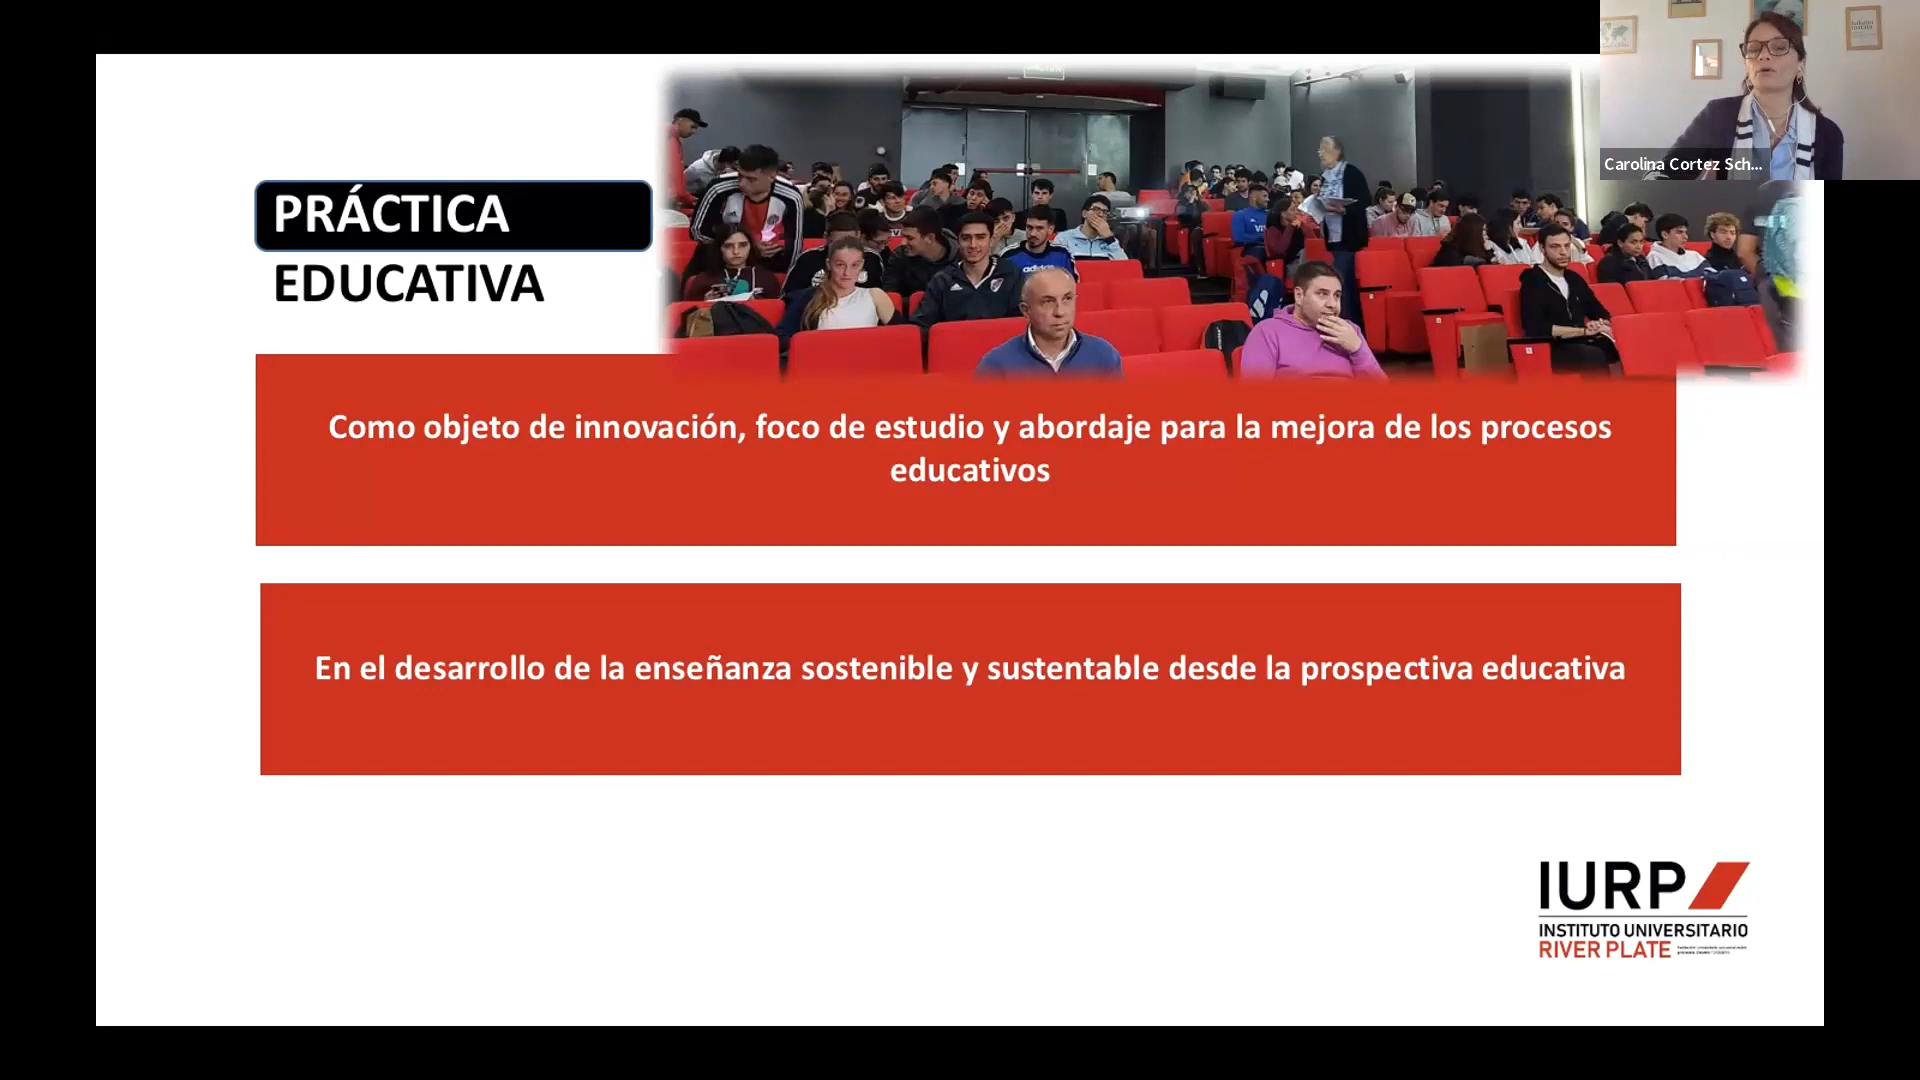 PRÁCTICA
EDUCATIVA
Carolina Cortez Sch...
Como objeto de innovación, foco de estudio y abordaje para la mejora de los procesos
educativos
En el desarrollo de la enseñanza sostenible y sustentable desde la prospectiva educativa
IURP
INSTITUTO UNIVERSITARIO
RIVER PLATE